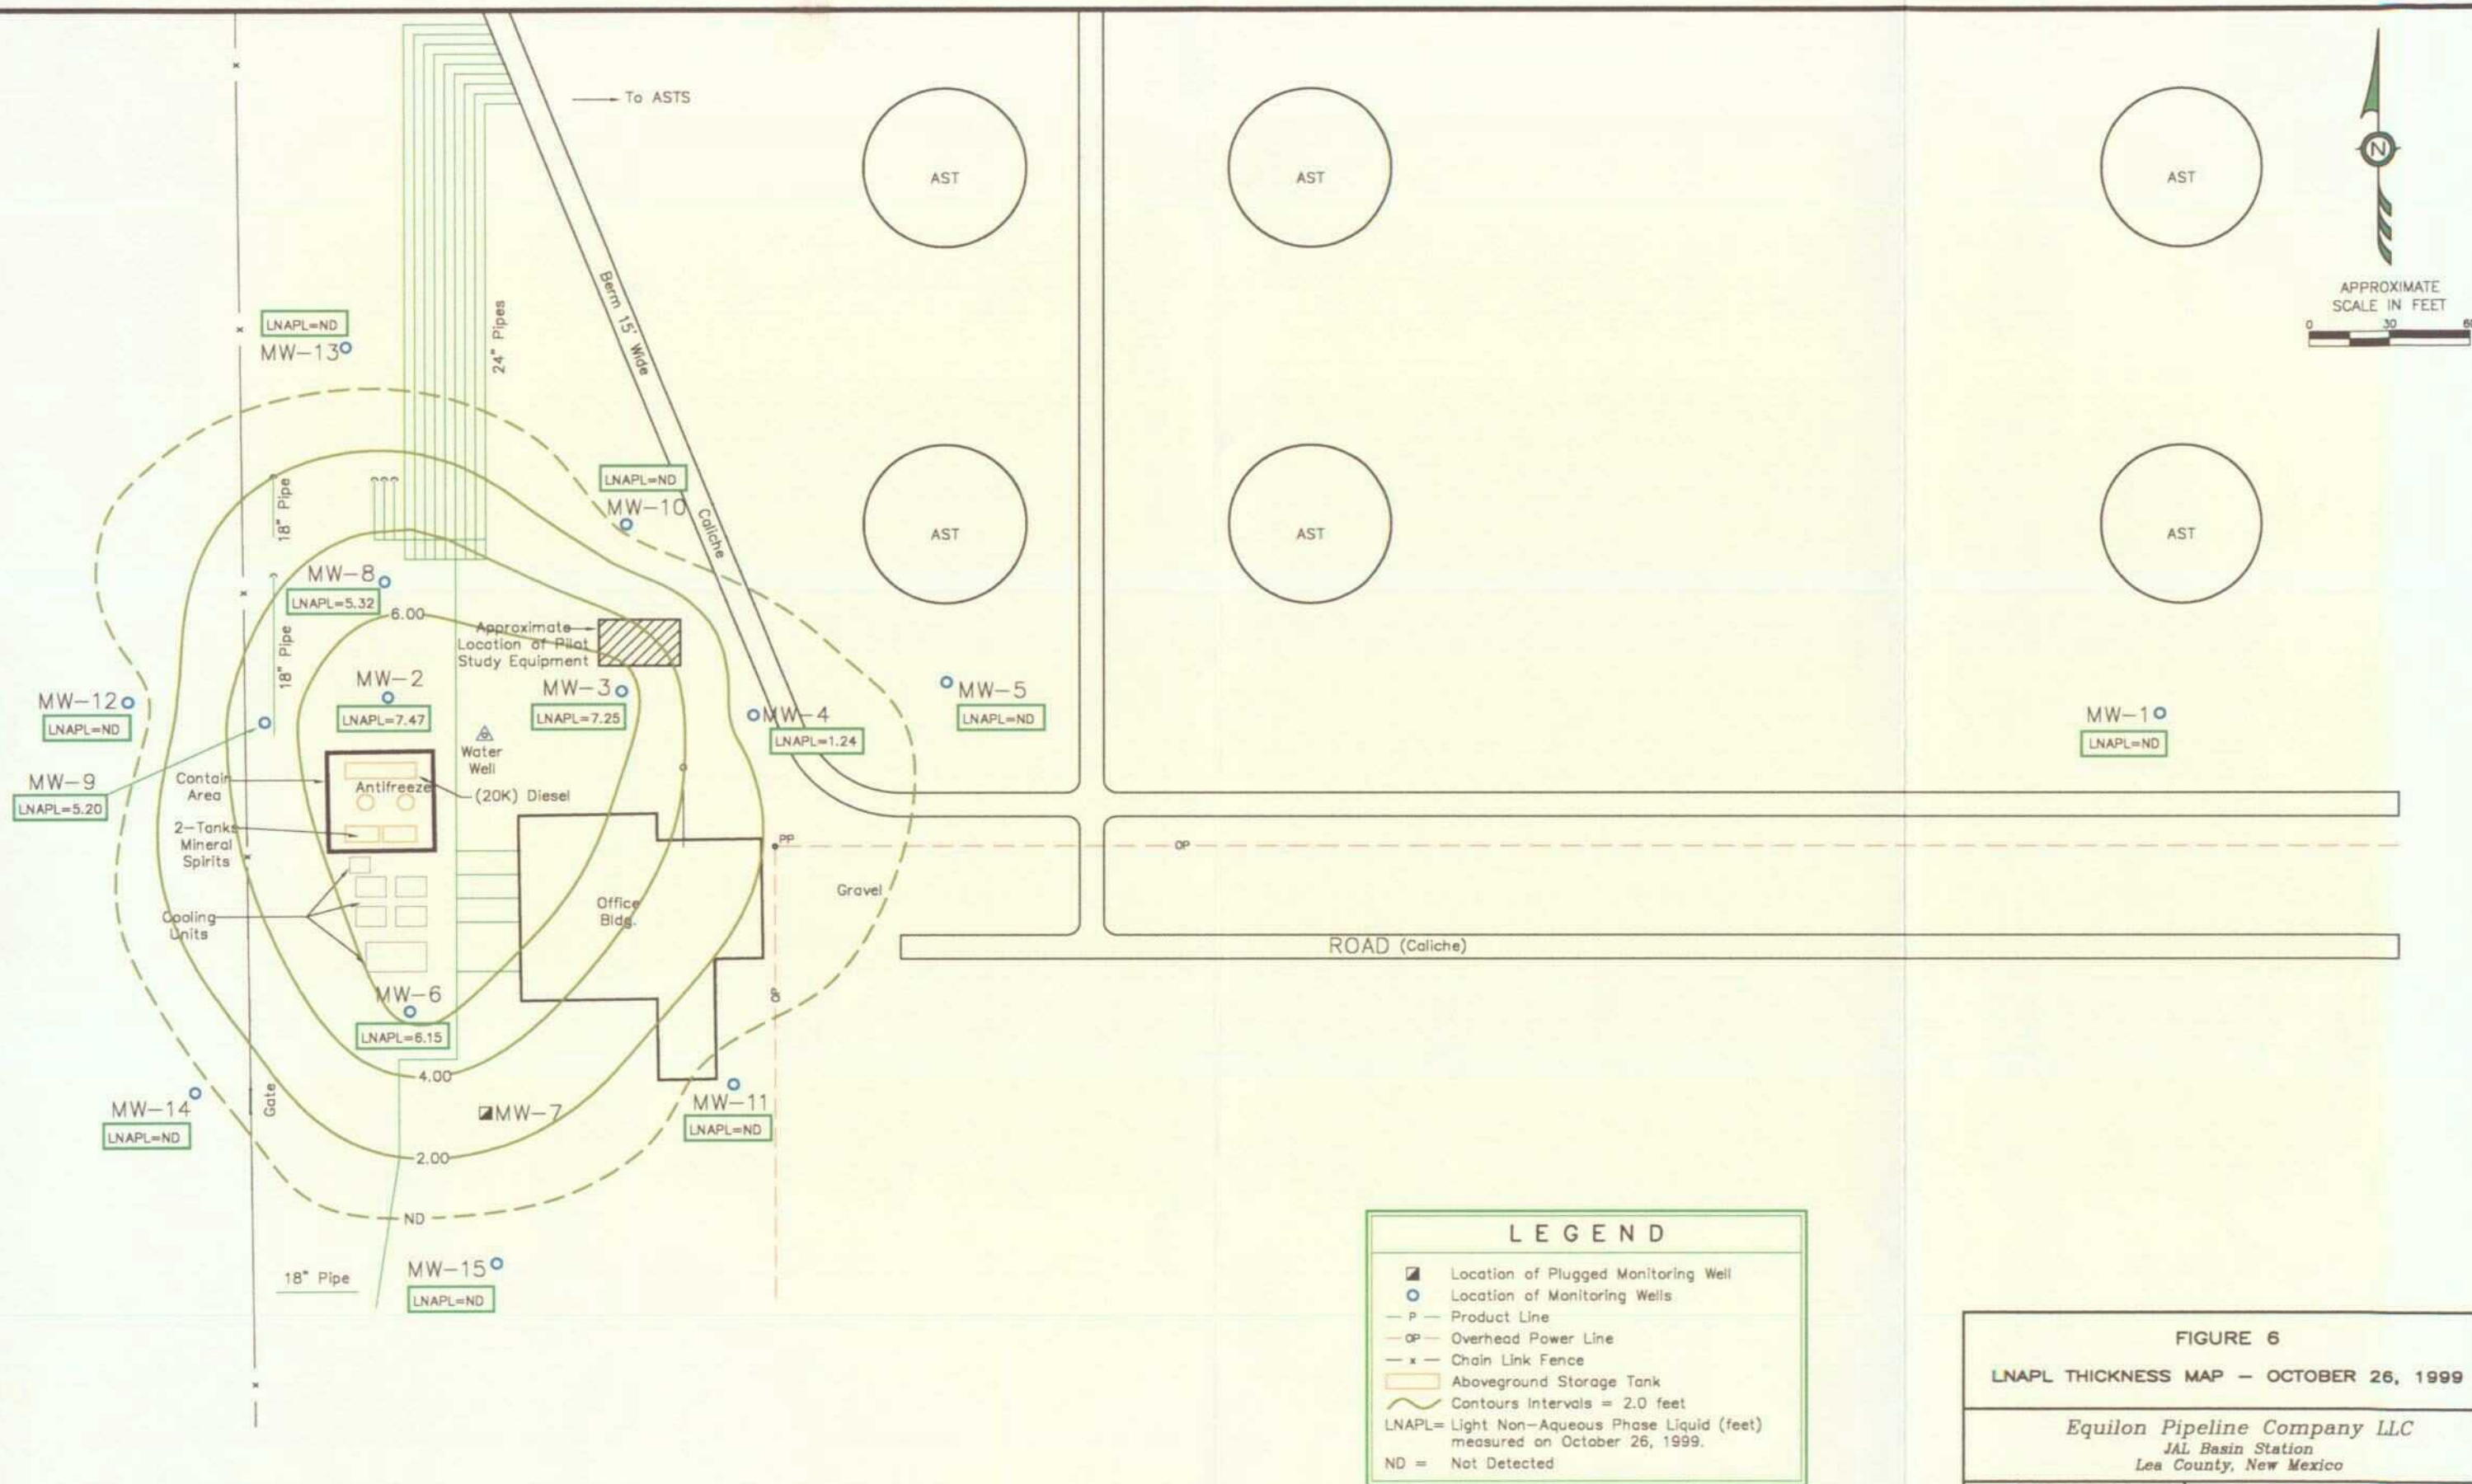 To ASTS
AST
AST
AST
N
APPROXIMATE
SCALE IN FEET
0 30 60
24" Pipes
Berm 15' Wide
Caliche
LNAPL=ND
MW-13
LNAPL=ND
MW-10
18" Pipe
AST
AST
AST
MW-8
LNAPL=5.32
6.00
Approximate
Location of Pilot
Study Equipment
18" Pipe
MW-2
LNAPL=7.47
MW-3
LNAPL=7.25
MW-12
LNAPL=ND
MW-4
LNAPL=1.24
MW-5
LNAPL=ND
MW-1
LNAPL=ND
Water
Well
MW-9
LNAPL=5.20
Contain
Area
Antifreeze
(20K) Diesel
2-Tanks
Mineral
Spirits
PP
OP
Gravel
Office
Bldg.
Cooling
Units
ROAD (Caliche)
OP
MW-6
LNAPL=6.15
4.00
Gate
MW-14
LNAPL=ND
MW-7
MW-11
LNAPL=ND
2.00
ND
18" Pipe
MW-15
LNAPL=ND
x
x
x
x
x
LEGEND
Location of Plugged Monitoring Well
Location of Monitoring Wells
P Product Line
OP Overhead Power Line
x Chain Link Fence
Aboveground Storage Tank
Contours Intervals = 2.0 feet
LNAPL= Light Non-Aqueous Phase Liquid (feet)
measured on October 26, 1999.
ND = Not Detected
FIGURE 6
LNAPL THICKNESS MAP - OCTOBER 26, 1999
Equilon Pipeline Company LLC
JAL Basin Station
Lea County, New Mexico